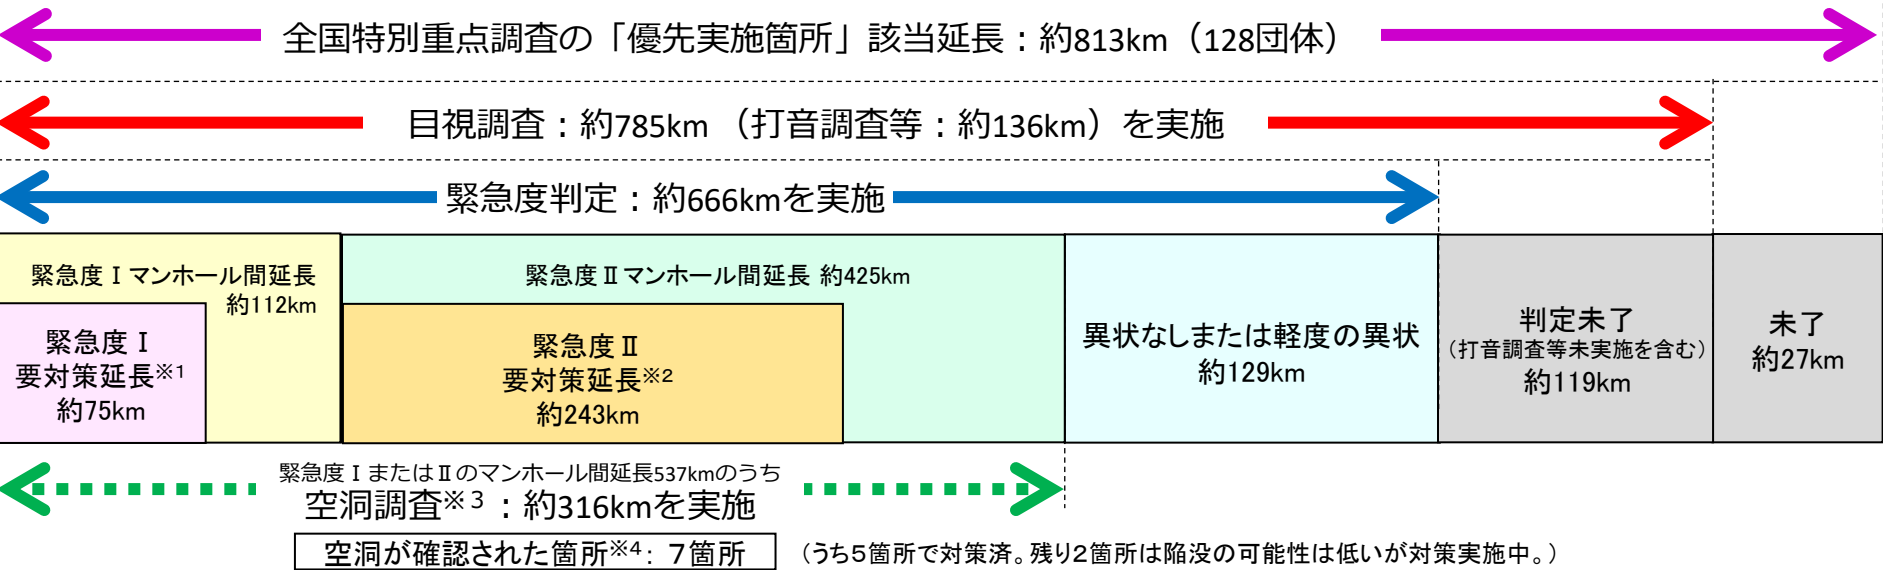 全国特別重点調査の「優先実施箇所」該当延長：約813km（128団体）
目視調査：約785km （打音調査等：約136km）を実施
緊急度判定：約666kmを実施
緊急度Ⅰマンホール間延長
約112km
緊急度Ⅰ
要対策延長※1
約75km
緊急度Ⅱマンホール間延長 約425km
緊急度Ⅱ
要対策延長※2
約243km
異状なしまたは軽度の異状
約129km
判定未了
（打音調査等未実施を含む）
約119km
未了
約27km
緊急度ⅠまたはⅡのマンホール間延長537kmのうち
空洞調査※3：約316kmを実施
空洞が確認された箇所※4：7箇所
（うち5箇所で対策済。残り2箇所は陥没の可能性は低いが対策実施中。）